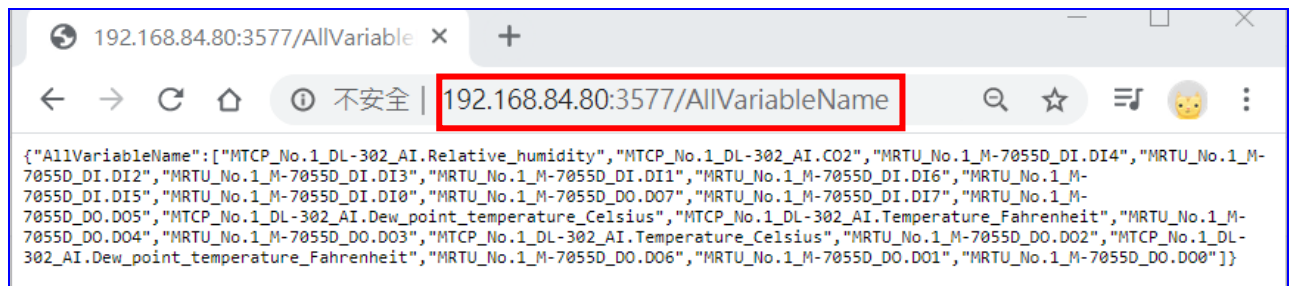 192.168.84.80:3577/AllVariable
不安全 | 192.168.84.80:3577/AllVariableName
{"AllVariableName":["MTCP_No.1_DL-302_AI.Relative_humidity","MTCP_No.1_DL-302_AI.CO2","MRTU_No.1_M-7055D_DI.DI4","MRTU_No.1_M-
7055D_DI.DI2","MRTU_No.1_M-7055D_DI.DI3","MRTU_No.1_M-7055D_DI.DI1","MRTU_No.1_M-7055D_DI.DI6","MRTU_No.1_M-
7055D_DI.DI5","MRTU_No.1_M-7055D_DI.DI0","MRTU_No.1_M-7055D_DO.DO7","MRTU_No.1_M-7055D_DI.DI7","MRTU_No.1_M-
7055D_DO.DO5","MTCP_No.1_DL-302_AI.Dew_point_temperature_Celsius","MTCP_No.1_DL-302_AI.Temperature_Fahrenheit","MRTU_No.1_M-
7055D_DO.DO4","MRTU_No.1_M-7055D_DO.DO3","MTCP_No.1_DL-302_AI.Temperature_Celsius","MRTU_No.1_M-7055D_DO.DO2","MTCP_No.1_DL-
302_AI.Dew_point_temperature_Fahrenheit","MRTU_No.1_M-7055D_DO.DO6","MRTU_No.1_M-7055D_DO.DO1","MRTU_No.1_M-7055D_DO.DO0"]}